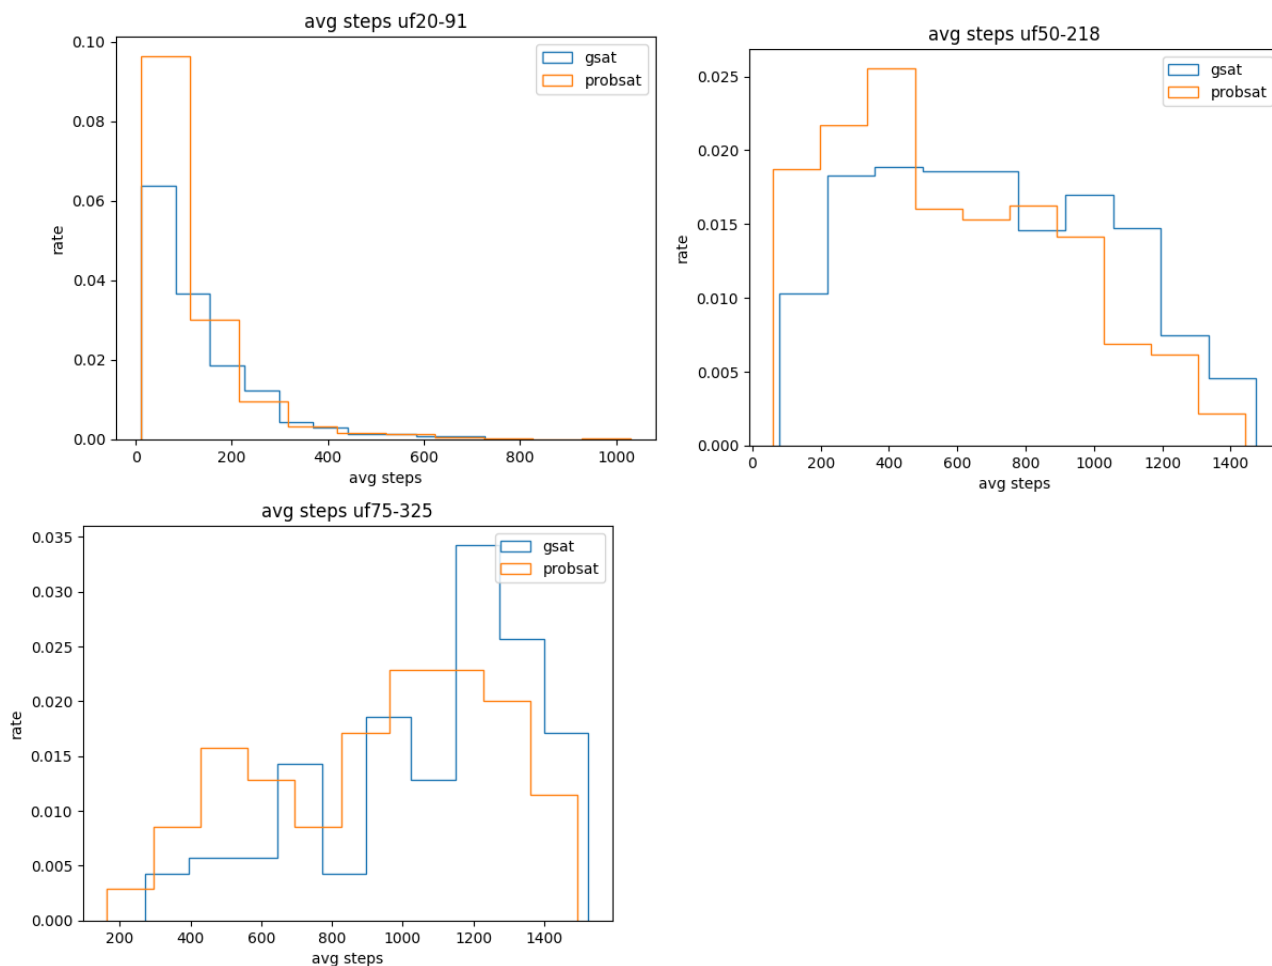 avg steps uf20-91
0.10
0.08
0.06
0.04
0.02
0.00
rate
gsat
probsat
0 200 400 600 800 1000
avg steps
avg steps uf50-218
0.025
0.020
0.015
0.010
0.005
0.000
rate
gsat
probsat
0 200 400 600 800 1000 1200 1400
avg steps
avg steps uf75-325
0.035
0.030
0.025
0.020
0.015
0.010
0.005
0.000
rate
gsat
probsat
200 400 600 800 1000 1200 1400
avg steps